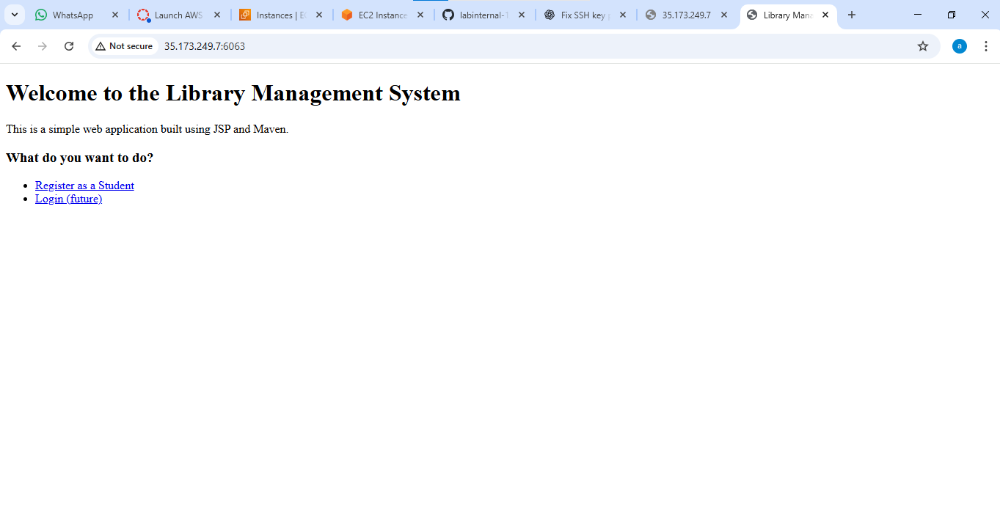 WhatsApp
Launch AWS
Instances | EC
EC2 Instance
labinternal-1
Fix SSH key p
35.173.249.7
Library Mana
Not secure
35.173.249.7:6063
a
Welcome to the Library Management System
This is a simple web application built using JSP and Maven.
What do you want to do?
Register as a Student
Login (future)